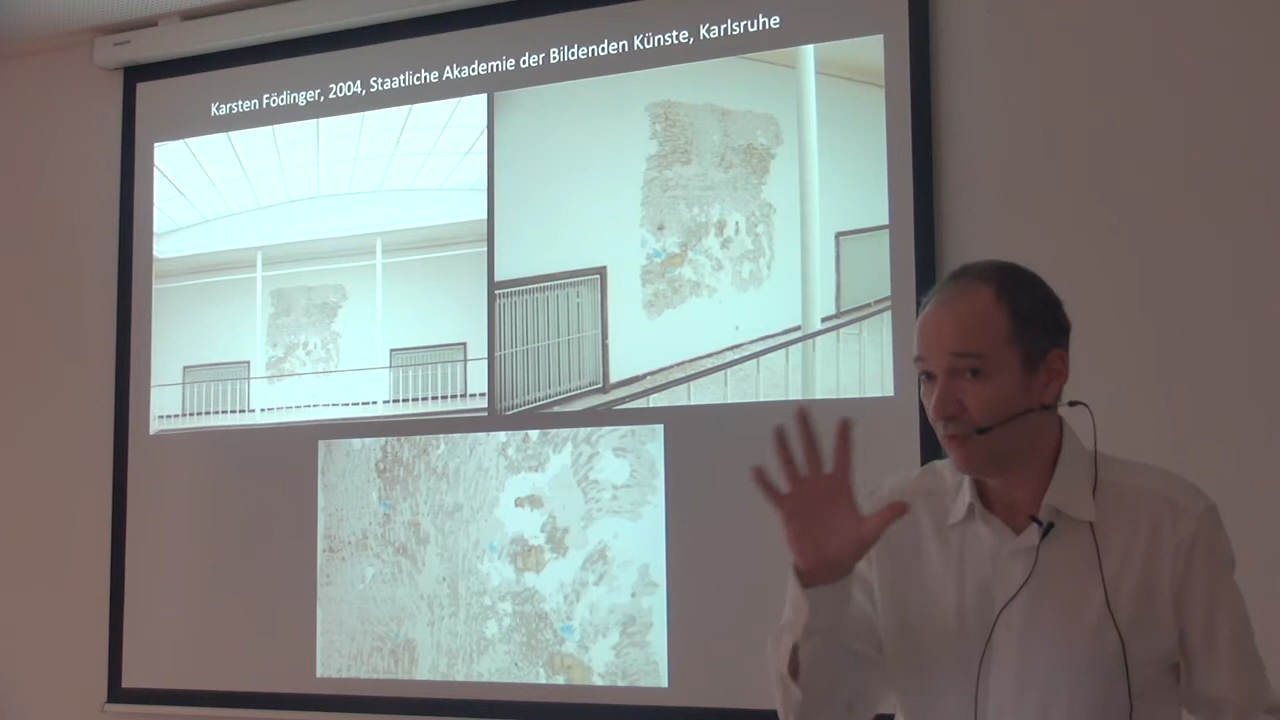 Karsten Födinger, 2004, Staatliche Akademie der Bildenden Künste, Karlsruhe